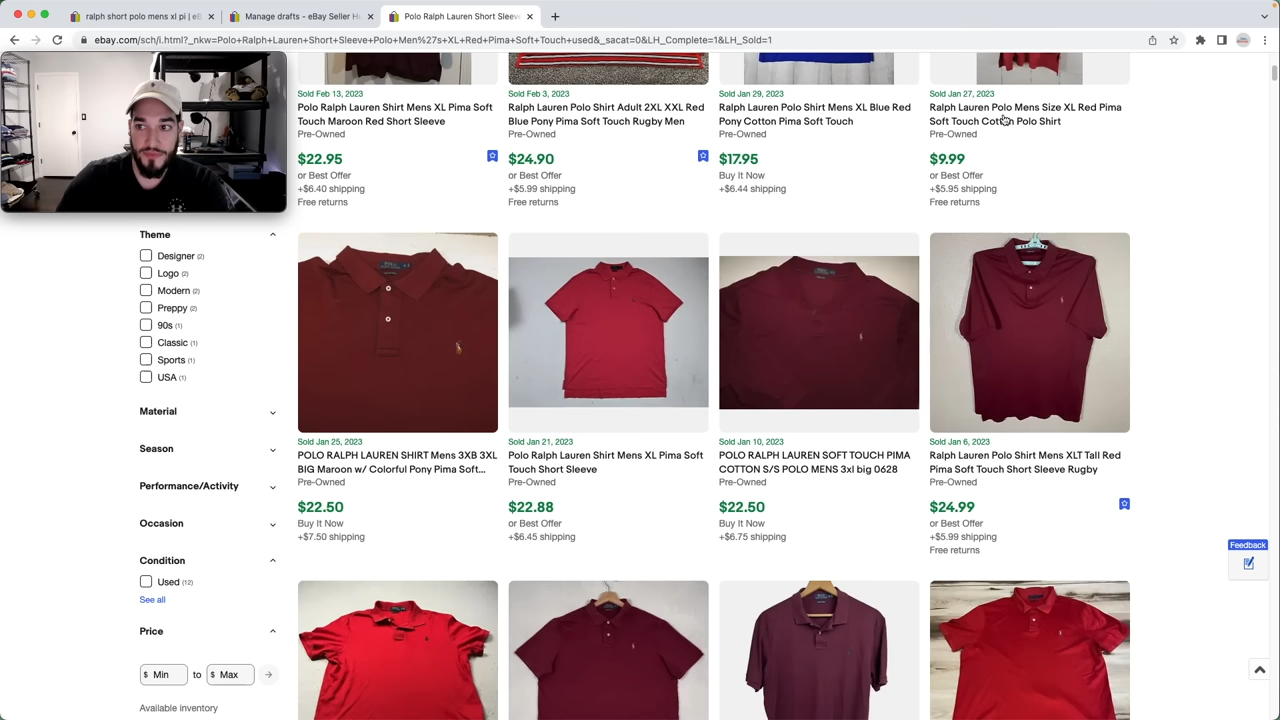 ralph short polo mens xl pi | eB
Manage drafts - eBay Seller H
Polo Ralph Lauren Short Sleeve
ebay.com/sch/i.html?_nkw=Polo+Ralph+Lauren+Short+Sleeve+Polo+Men%27s+XL+Red+Pima+Soft+Touch+used&_sacat=0&LH_Complete=1&LH_Sold=1
Sold Feb 13, 2023
Polo Ralph Lauren Shirt Mens XL Pima Soft
Touch Maroon Red Short Sleeve
Pre-Owned
$22.95
or Best Offer
+$6.40 shipping
Free returns
Sold Feb 3, 2023
Ralph Lauren Polo Shirt Adult 2XL XXL Red
Blue Pony Pima Soft Touch Rugby Men
Pre-Owned
$24.90
or Best Offer
+$5.99 shipping
Free returns
Sold Jan 29, 2023
Ralph Lauren Polo Shirt Mens XL Blue Red
Pony Cotton Pima Soft Touch
Pre-Owned
$17.95
Buy It Now
+$6.44 shipping
Sold Jan 27, 2023
Ralph Lauren Polo Mens Size XL Red Pima
Soft Touch Cotton Polo Shirt
Pre-Owned
$9.99
or Best Offer
+$5.95 shipping
Free returns
Theme
Designer (2)
Logo (2)
Modern (2)
Preppy (2)
90s (1)
Classic (1)
Sports (1)
USA (1)
Material
Season
Performance/Activity
Occasion
Condition
Used (12)
See all
Price
$ Min to $ Max
Available inventory
Sold Jan 25, 2023
POLO RALPH LAUREN SHIRT Mens 3XB 3XL
BIG Maroon w/ Colorful Pony Pima Soft...
Pre-Owned
$22.50
Buy It Now
+$7.50 shipping
Sold Jan 21, 2023
Polo Ralph Lauren Shirt Mens XL Pima Soft
Touch Short Sleeve
Pre-Owned
$22.88
or Best Offer
+$6.45 shipping
Sold Jan 10, 2023
POLO RALPH LAUREN SOFT TOUCH PIMA
COTTON S/S POLO MENS 3xl big 0628
Pre-Owned
$22.50
Buy It Now
+$6.75 shipping
Sold Jan 6, 2023
Ralph Lauren Polo Shirt Mens XLT Tall Red
Pima Soft Touch Short Sleeve Rugby
Pre-Owned
$24.99
or Best Offer
+$5.99 shipping
Free returns
Feedback